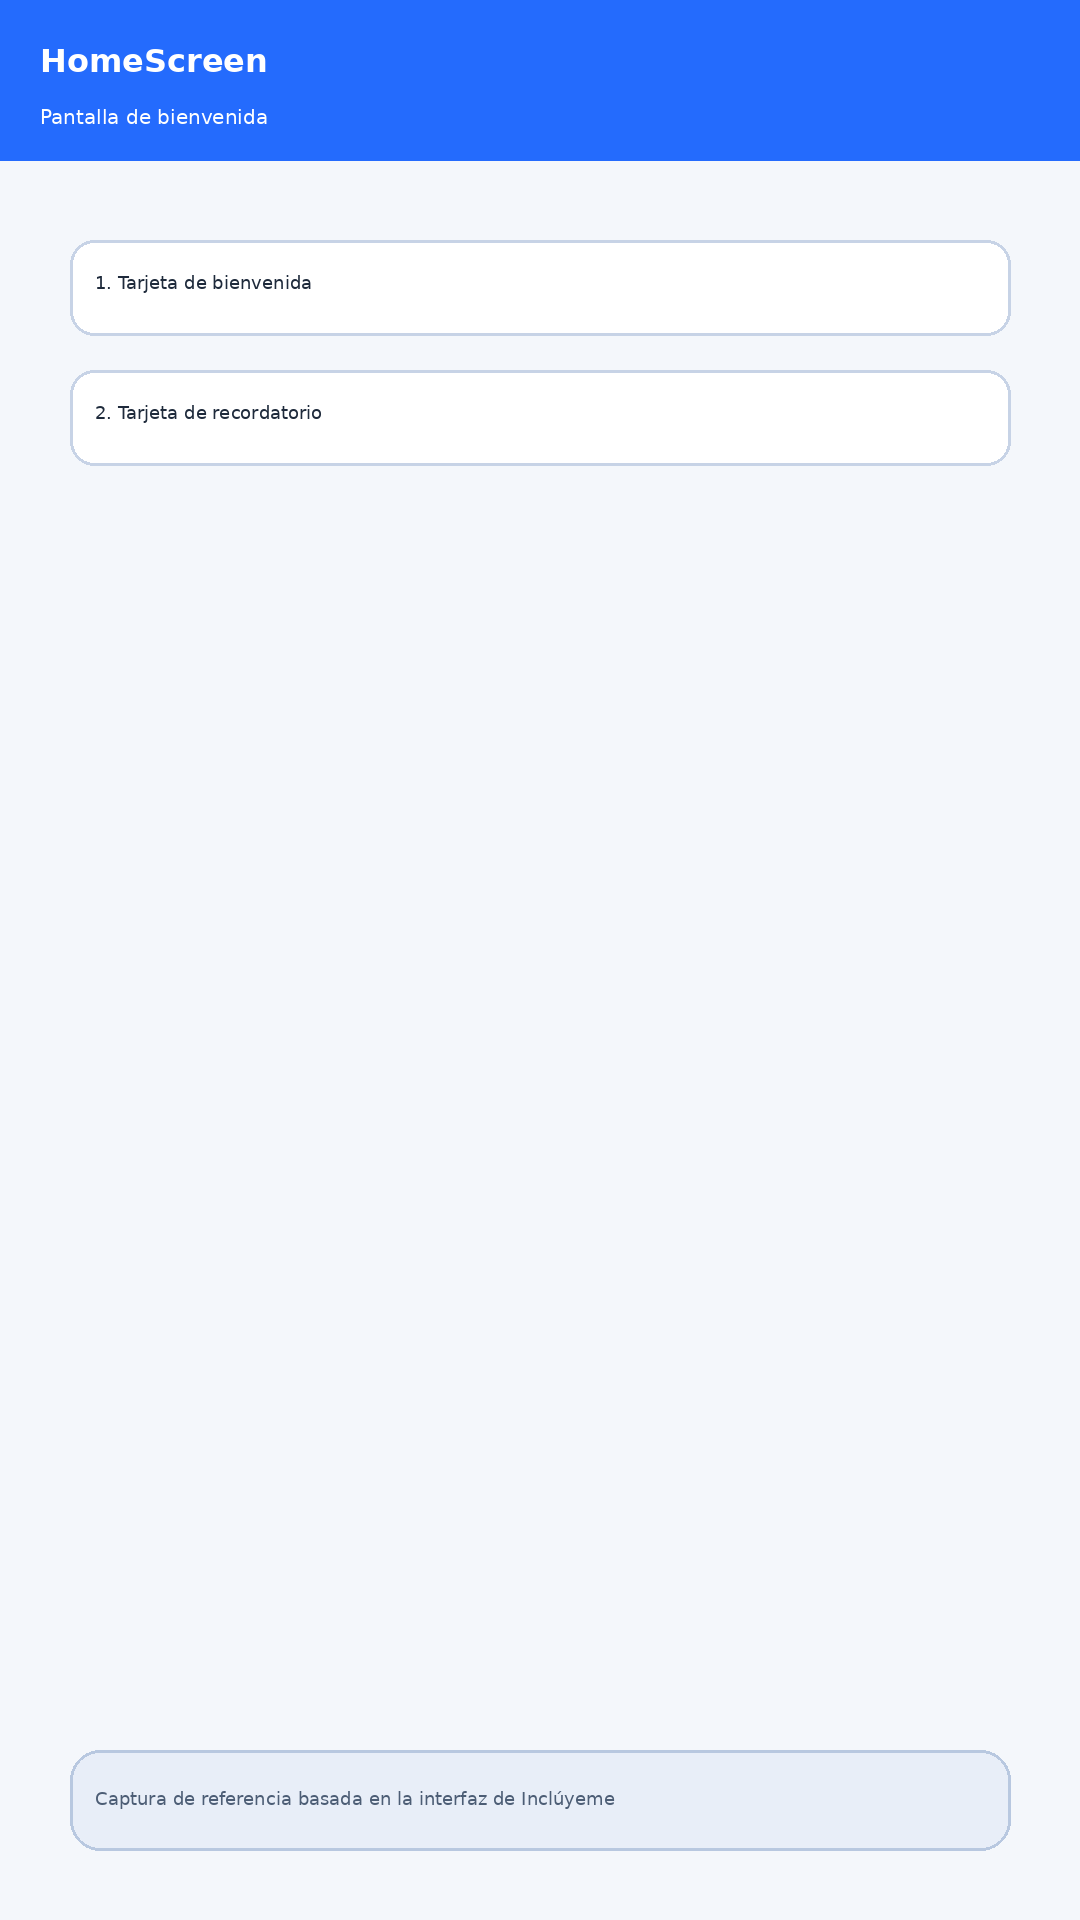 HomeScreen
Pantalla de bienvenida
1. Tarjeta de bienvenida
2. Tarjeta de recordatorio
Captura de referencia basada en la interfaz de Inclúyeme